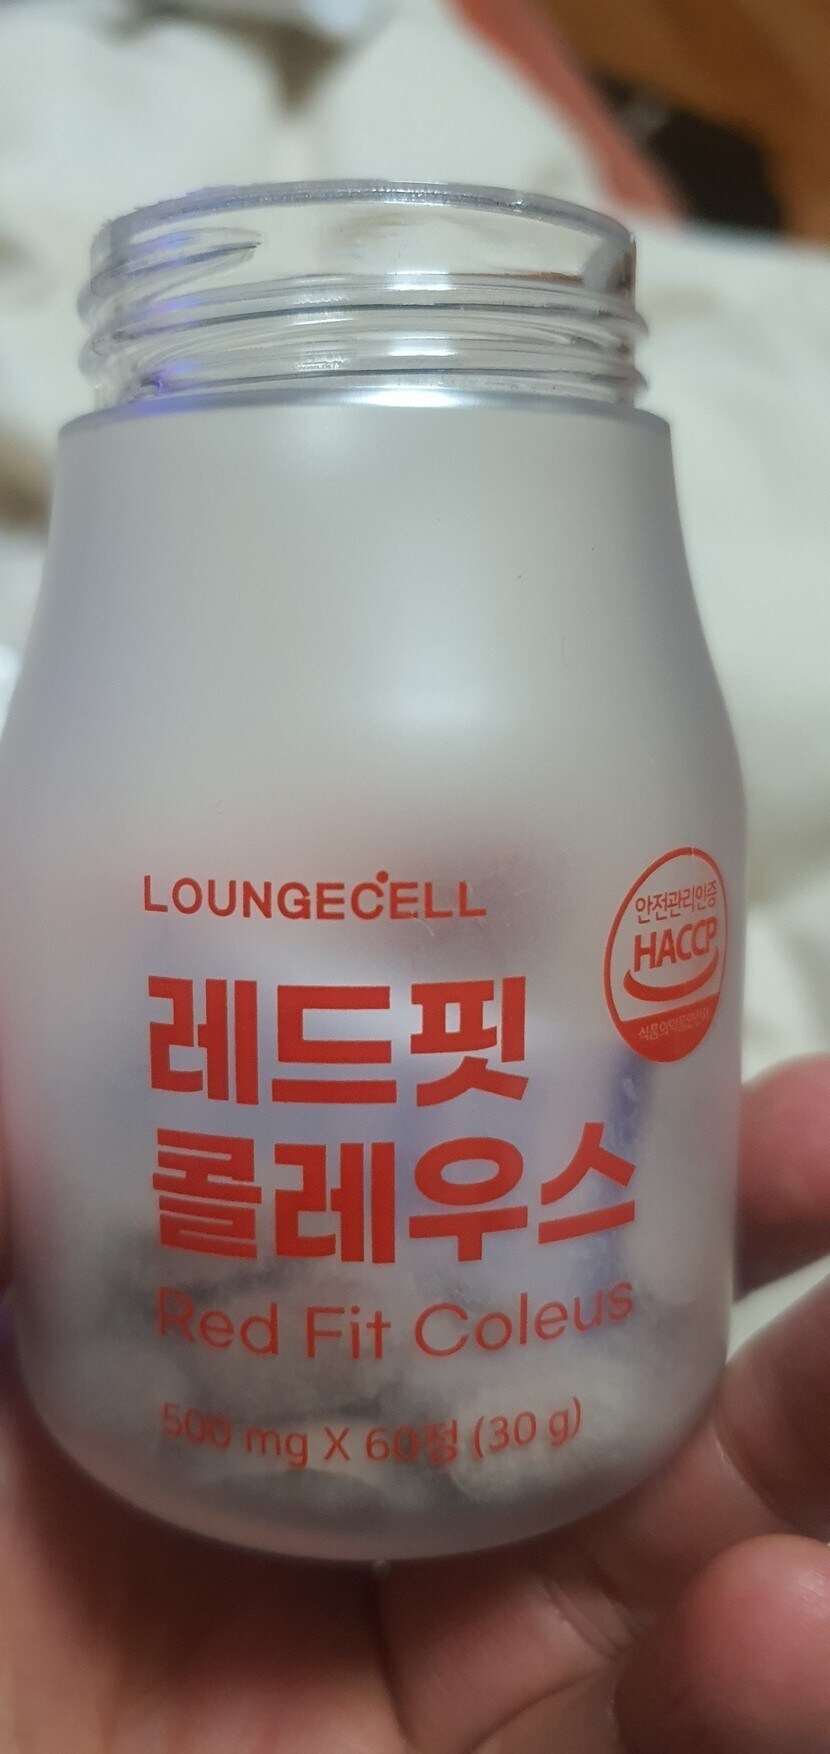 LOUNGECELL
안전관리인증
HACCP
레드핏
콜레우스
Red Fit Coleus
500 mg X 60정 (30 g)